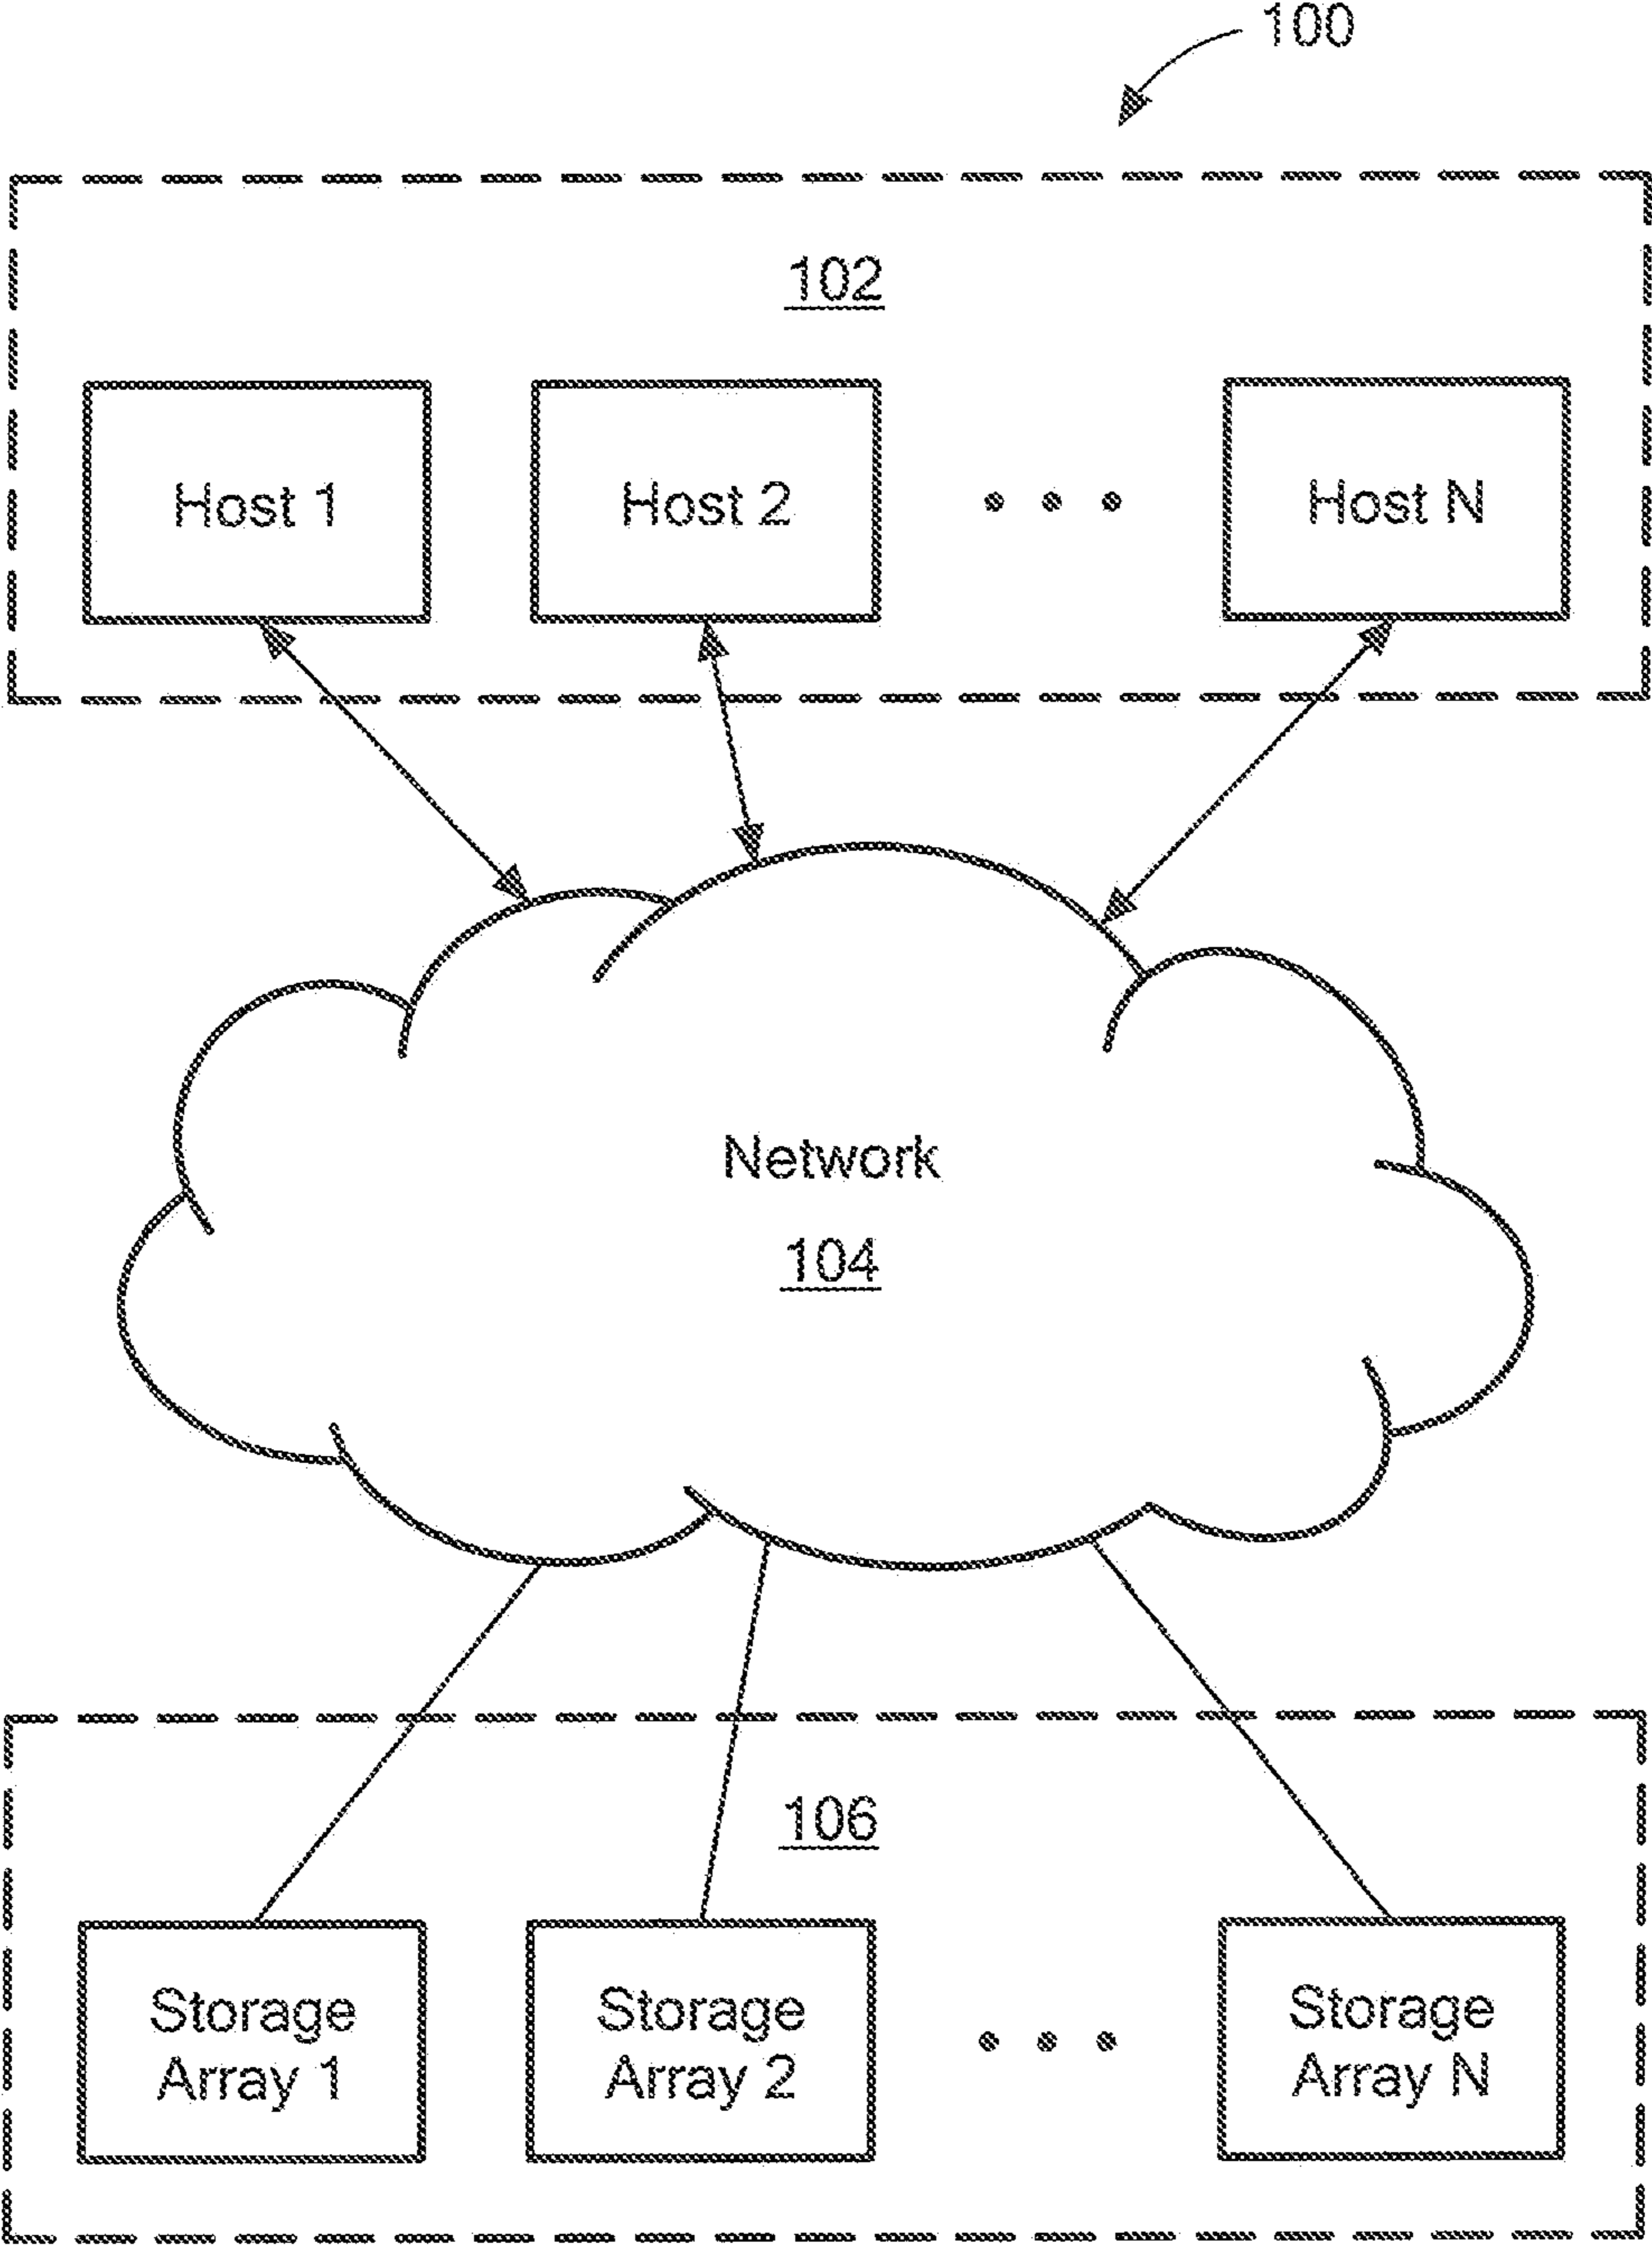 100
102
Host 1
Host 2
Host N
Network
104
106
Storage
Array 1
Storage
Array 2
Storage
Array N